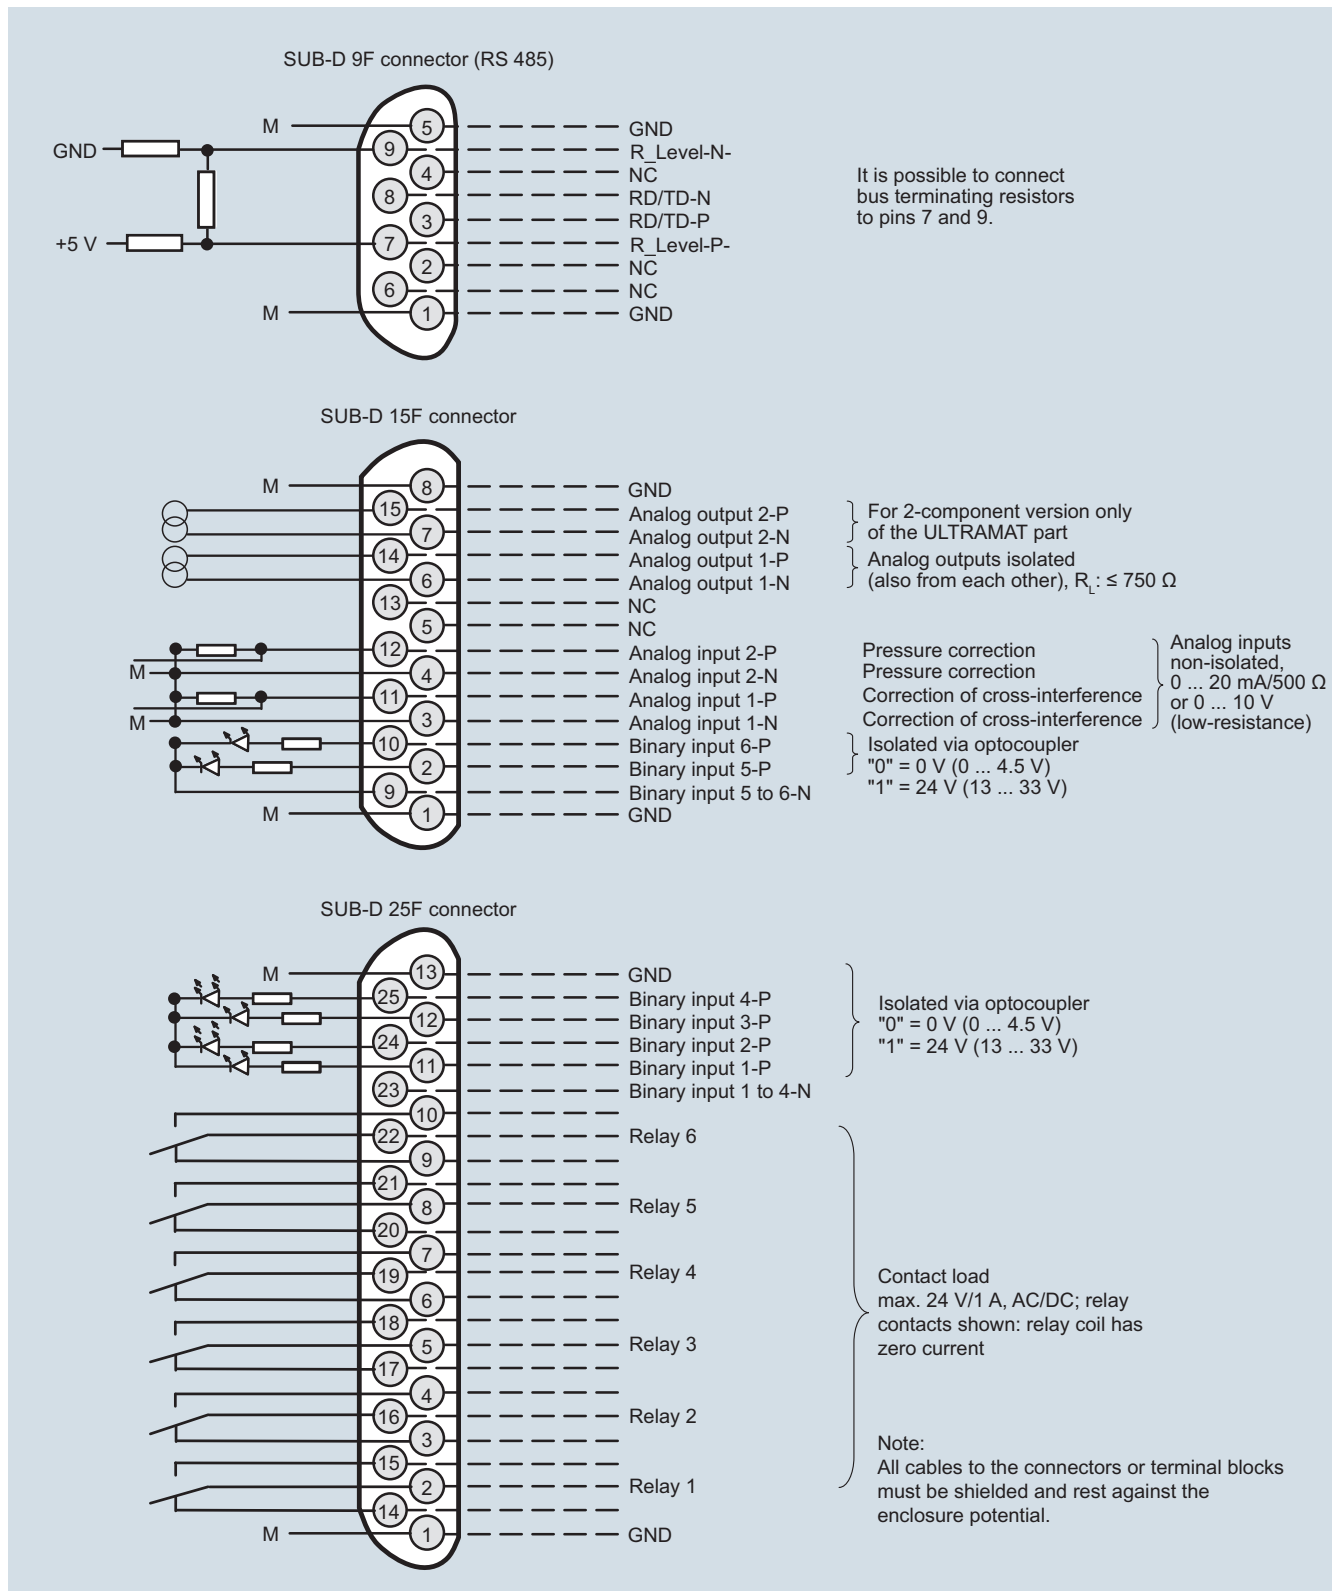 SUB-D 9F connector (RS 485)
M 5 GND
GND 9 R_Level-N-
4 NC
8 RD/TD-N
3 RD/TD-P
+5 V 7 R_Level-P-
2 NC
6 NC
M 1 GND
It is possible to connect
bus terminating resistors
to pins 7 and 9.
SUB-D 15F connector
M 8 GND
15 Analog output 2-P
7 Analog output 2-N
14 Analog output 1-P
6 Analog output 1-N
13 NC
5 NC
12 Analog input 2-P
M 4 Analog input 2-N
11 Analog input 1-P
M 3 Analog input 1-N
10 Binary input 6-P
2 Binary input 5-P
9 Binary input 5 to 6-N
M 1 GND
For 2-component version only
of the ULTRAMAT part
Analog outputs isolated
(also from each other), RL: ≤ 750 Ω
Pressure correction
Pressure correction
Correction of cross-interference
Correction of cross-interference
Analog inputs
non-isolated,
0 ... 20 mA/500 Ω
or 0 ... 10 V
(low-resistance)
Isolated via optocoupler
"0" = 0 V (0 ... 4.5 V)
"1" = 24 V (13 ... 33 V)
SUB-D 25F connector
M 13 GND
25 Binary input 4-P
12 Binary input 3-P
24 Binary input 2-P
11 Binary input 1-P
23 Binary input 1 to 4-N
10
22 Relay 6
9
21
8 Relay 5
20
7
19 Relay 4
6
18
5 Relay 3
17
4
16 Relay 2
3
15
2 Relay 1
14
M 1 GND
Isolated via optocoupler
"0" = 0 V (0 ... 4.5 V)
"1" = 24 V (13 ... 33 V)
Contact load
max. 24 V/1 A, AC/DC; relay
contacts shown: relay coil has
zero current
Note:
All cables to the connectors or terminal blocks
must be shielded and rest against the
enclosure potential.